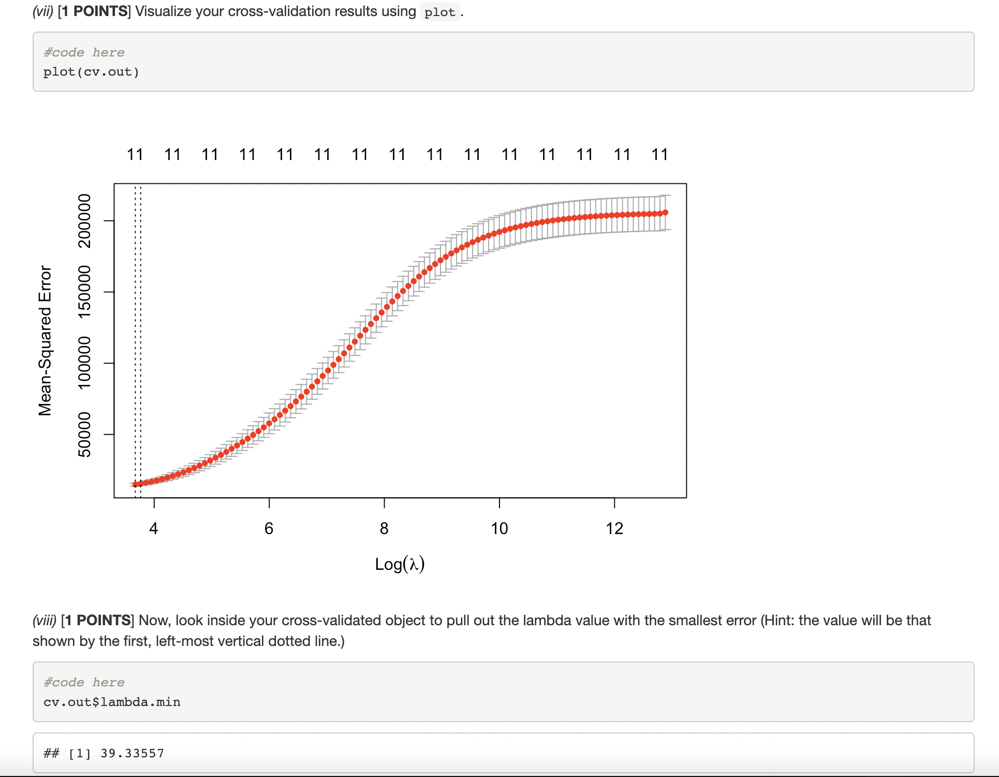 (vii) [1 POINTS] Visualize your cross-validation results using plot.
#code here
plot(cv.out)
11 11 11 11 11 11 11 11 11 11 11 11 11 11 11
200000
150000
100000
50000
Mean-Squared Error
4 6 8 10 12
Log(λ)
(viii) [1 POINTS] Now, look inside your cross-validated object to pull out the lambda value with the smallest error (Hint: the value will be that
shown by the first, left-most vertical dotted line.)
#code here
cv.out$lambda.min
## [1] 39.33557